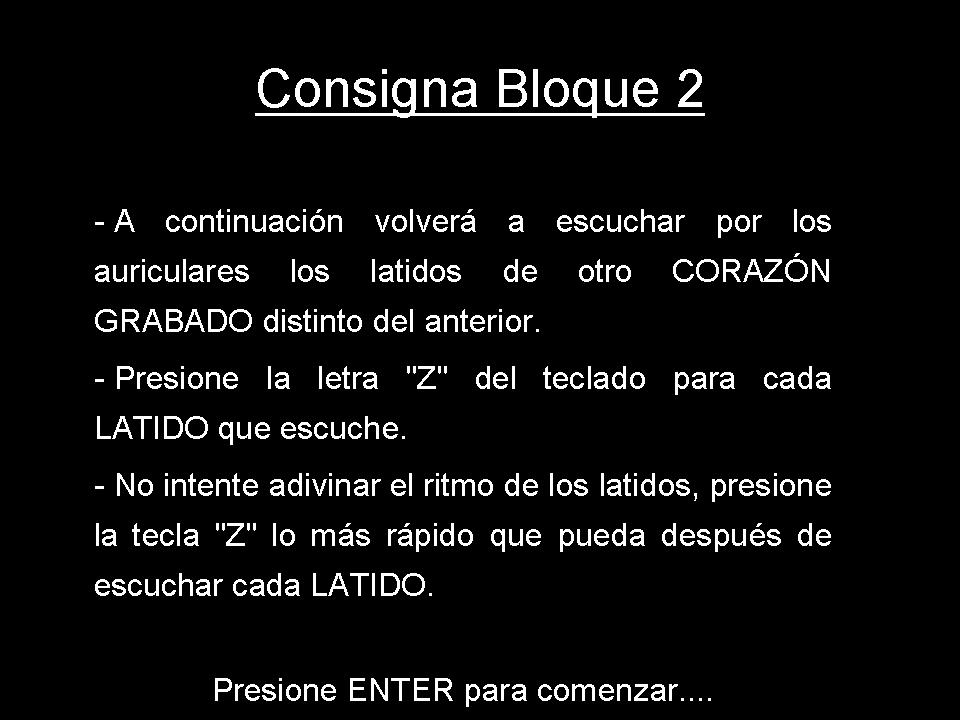 Consigna Bloque 2
- A continuación volverá a escuchar por los
auriculares los latidos de otro CORAZÓN
GRABADO distinto del anterior.
- Presione la letra "Z" del teclado para cada
LATIDO que escuche.
- No intente adivinar el ritmo de los latidos, presione
la tecla "Z" lo más rápido que pueda después de
escuchar cada LATIDO.
Presione ENTER para comenzar....